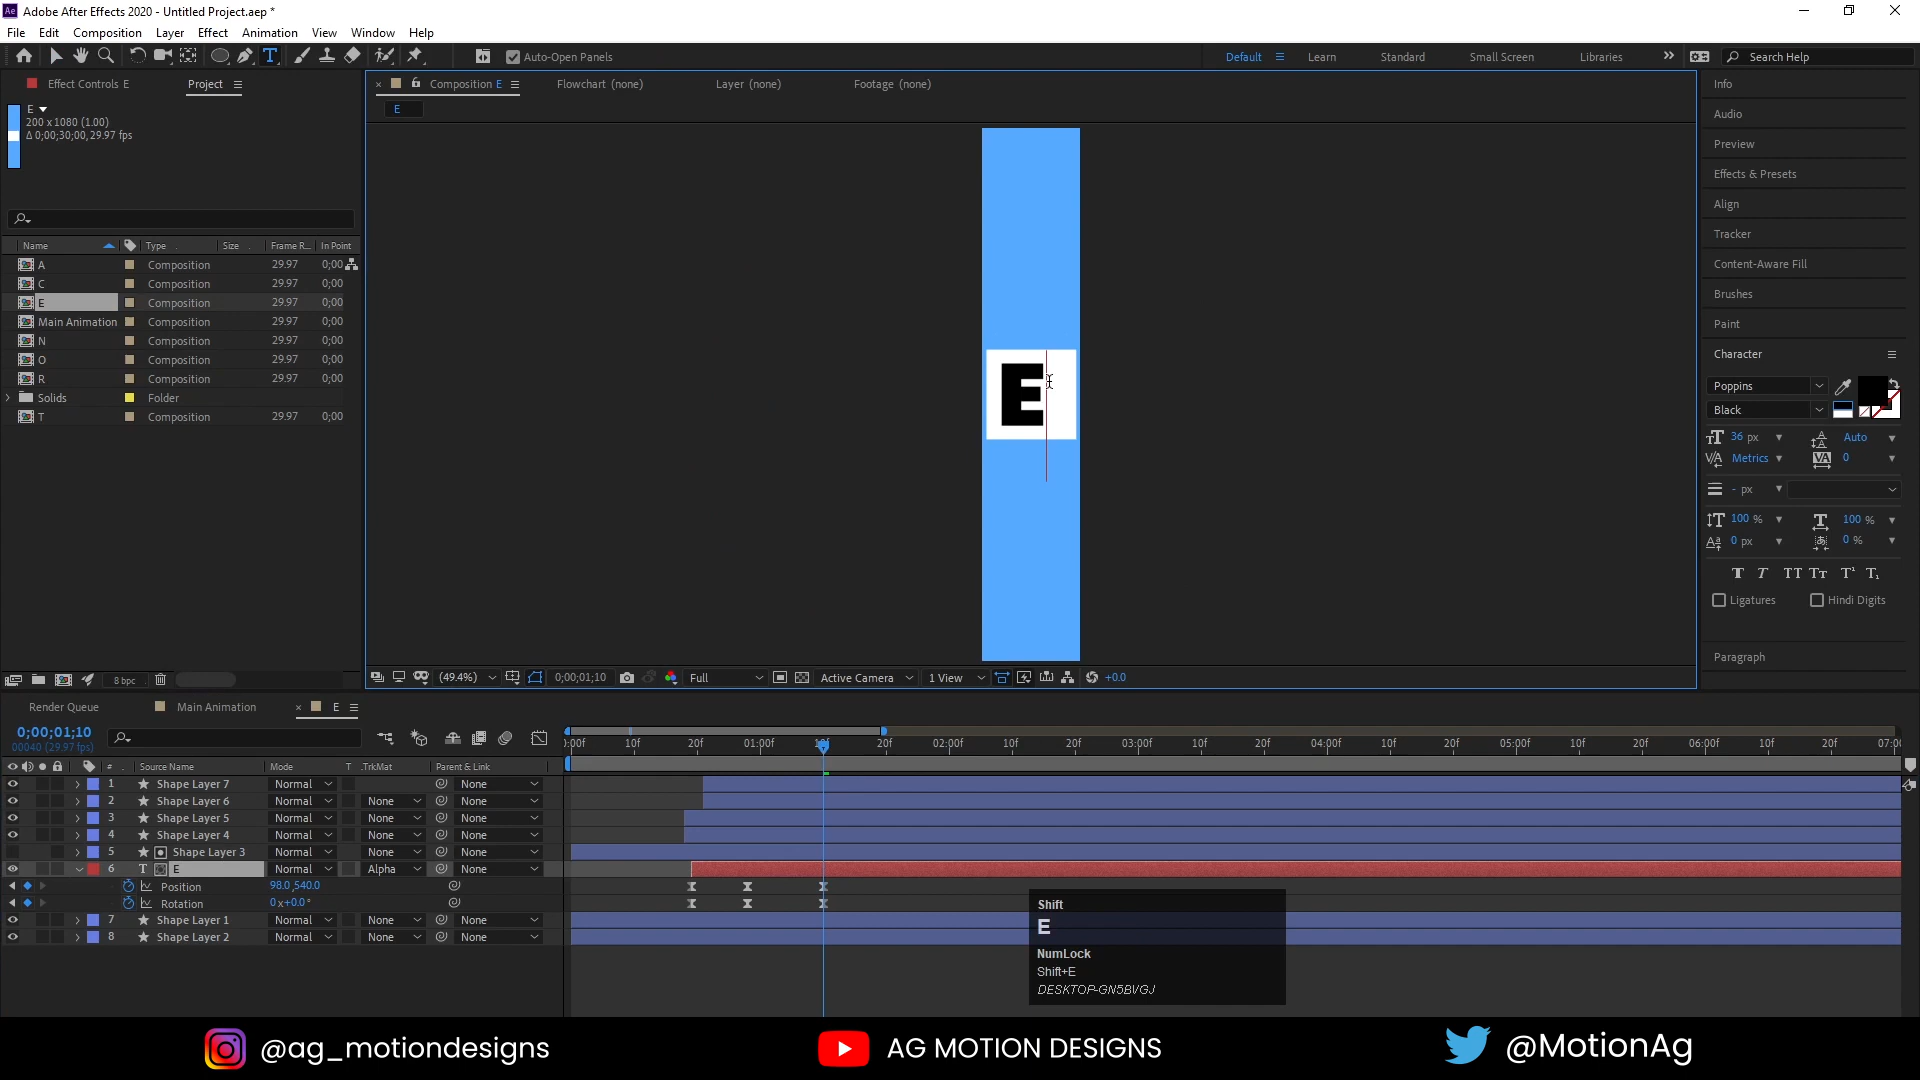 Adobe After Effects 2020 - Untitled Project.aep *
File Edit Composition Layer Effect Animation View Window Help
Auto-Open Panels
Default Learn Standard Small Screen Libraries Search Help
Effect Controls E Project
Composition E Flowchart (none) Layer (none) Footage (none)
E
E
200 x 1080 (1.00)
Δ 0;00;30;00, 29.97 fps
Name Type Size Frame R... In Point
A Composition 29.97 0;00
C Composition 29.97 0;00
E Composition 29.97 0;00
Main Animation Composition 29.97 0;00
N Composition 29.97 0;00
O Composition 29.97 0;00
R Composition 29.97 0;00
Solids Folder
T Composition 29.97 0;00
8 bpc
E
(49.4%) 0;00;01;10 Full Active Camera 1 View +0.0
Info
Audio
Preview
Effects & Presets
Align
Tracker
Content-Aware Fill
Brushes
Paint
Character
Poppins
Black
36 px Auto
Metrics 0
- px
100 % 100 %
0 px 0 %
Ligatures Hindi Digits
Paragraph
Render Queue Main Animation E
0;00;01;10
00040 (29.97 fps)
:00f 10f 20f 01:00f 10f 20f 02:00f 10f 20f 03:00f 10f 20f 04:00f 10f 20f 05:00f 10f 20f 06:00f 10f 20f 07:00
# Source Name Mode T .TrkMat Parent & Link
1 Shape Layer 7 Normal None
2 Shape Layer 6 Normal None None
3 Shape Layer 5 Normal None None
4 Shape Layer 4 Normal None None
5 Shape Layer 3 Normal None None
6 T E Normal Alpha None
Position 98.0,540.0
Rotation 0x+0.0°
7 Shape Layer 1 Normal None None
8 Shape Layer 2 Normal None None
Shift
E
NumLock
Shift+E
DESKTOP-GN5BVGJ
@ag_motiondesigns AG MOTION DESIGNS @MotionAg